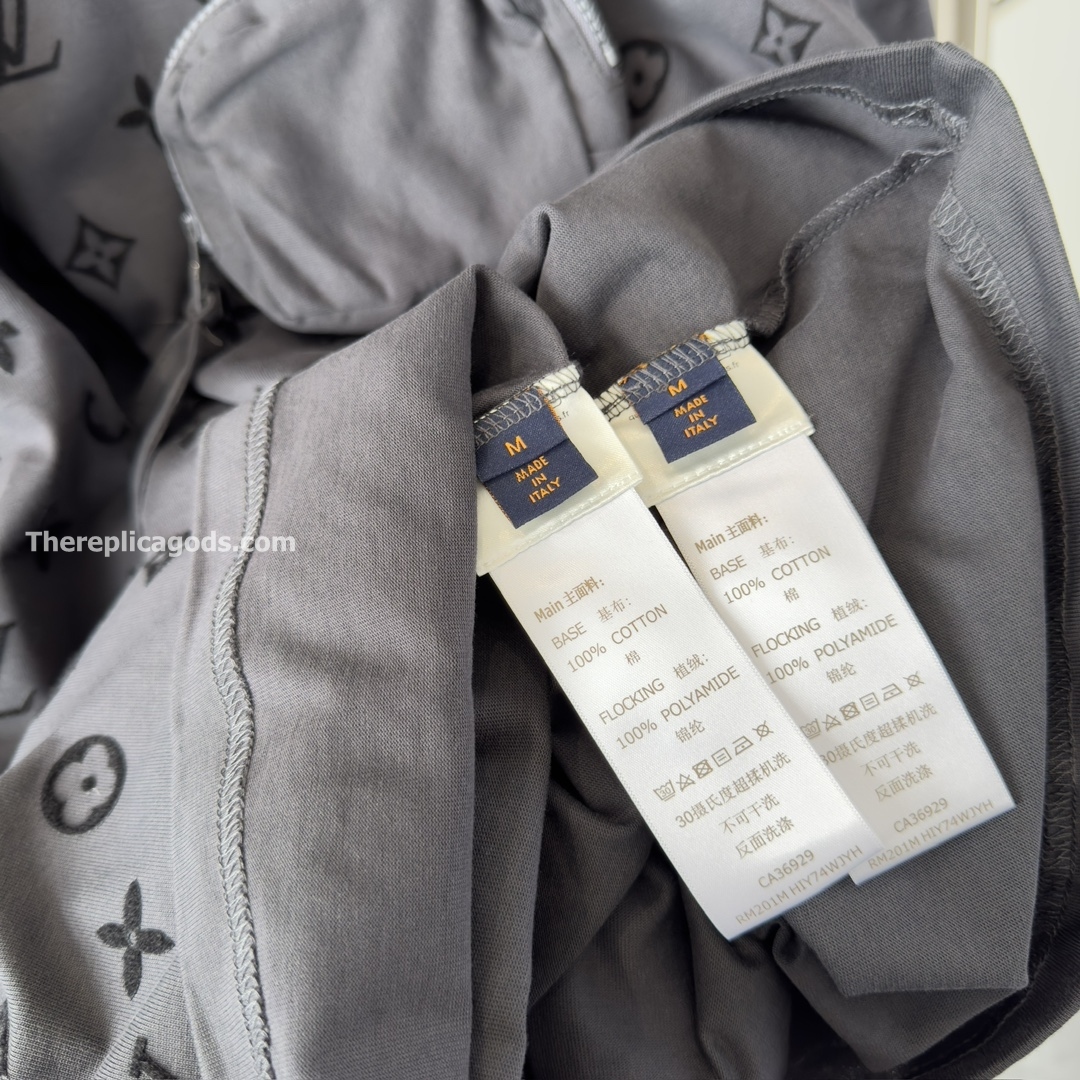 Thereplicagods.com
M
MADE
IN
ITALY
Main 主面料:
BASE 基布:
100% COTTON
棉
FLOCKING 植绒:
100% POLYAMIDE
锦纶
30摄氏度超揉机洗
不可干洗
反面洗涤
CA36929
RM201M HIY74WJYH
M
MADE
IN
ITALY
Main 主面料:
BASE 基布:
100% COTTON
棉
FLOCKING 植绒:
100% POLYAMIDE
锦纶
30摄氏度超揉机洗
不可干洗
反面洗涤
CA36929
RM201M HIY74WJYH